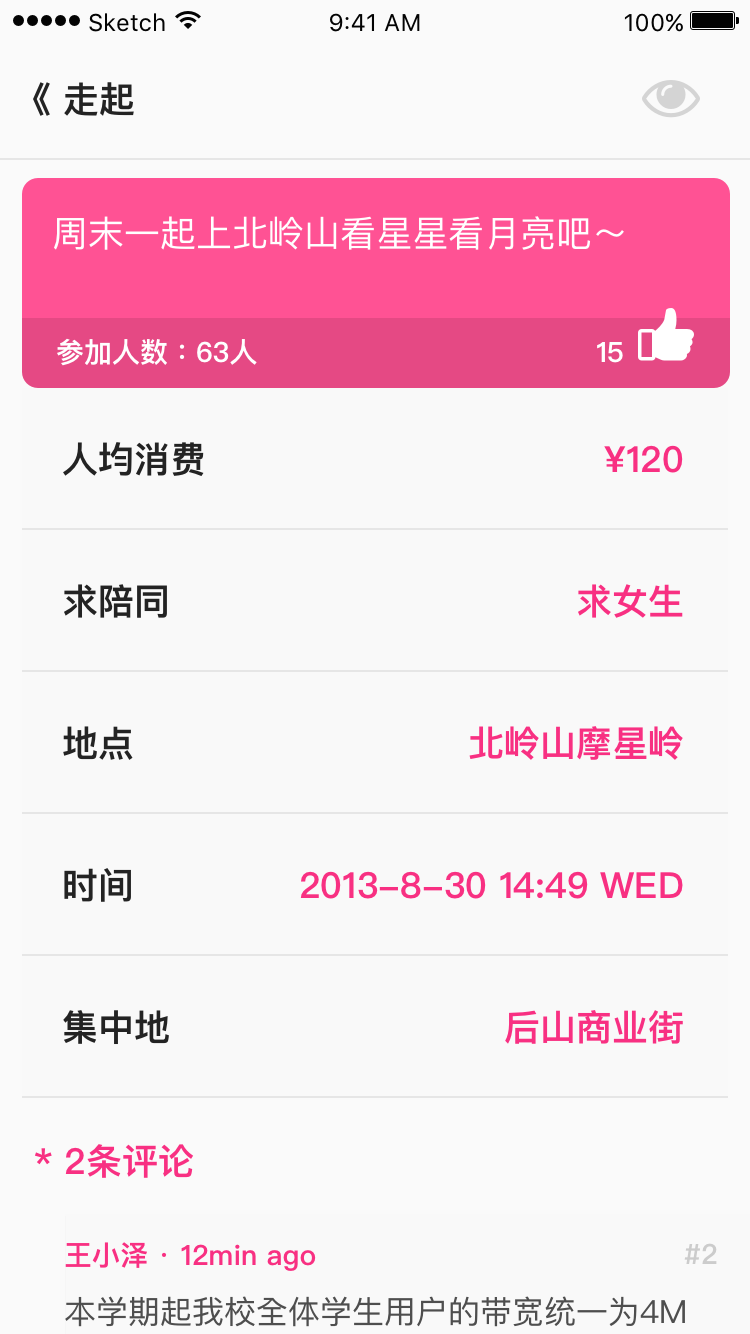 Sketch 9:41 AM 100%
《 走起
周末一起上北岭山看星星看月亮吧～
参加人数：63人 15
人均消费 ¥120
求陪同 求女生
地点 北岭山摩星岭
时间 2013–8–30 14:49 WED
集中地 后山商业街
* 2条评论
王小泽 · 12min ago #2
本学期起我校全体学生用户的带宽统一为4M